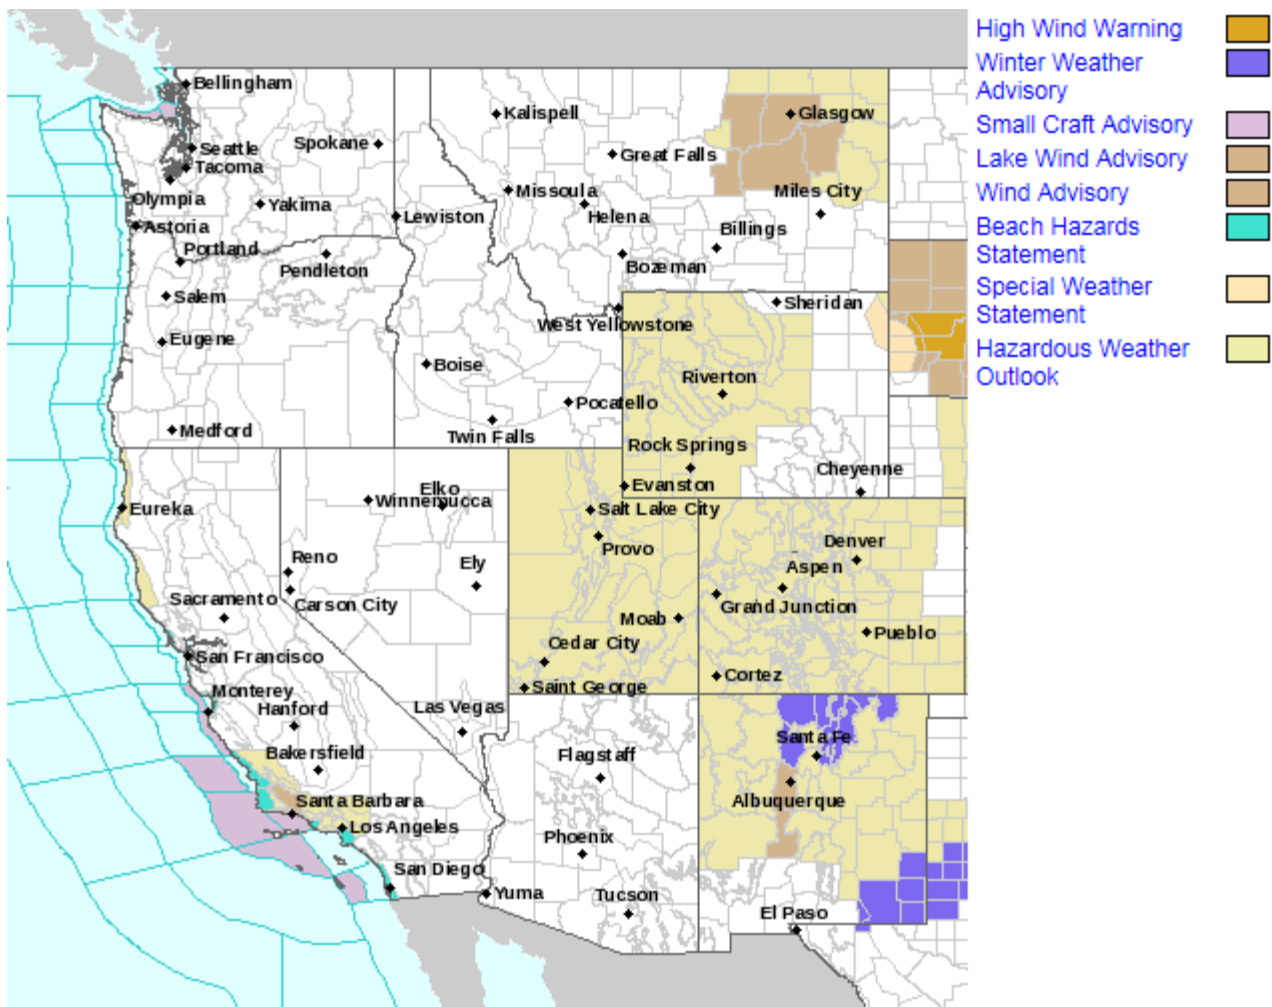 High Wind Warning
Winter Weather
Advisory
Small Craft Advisory
Lake Wind Advisory
Wind Advisory
Beach Hazards
Statement
Special Weather
Statement
Hazardous Weather
Outlook
Bellingham
Kalispell
Glasgow
Seattle
Spokane
Great Falls
Tacoma
Missoula
Miles City
Olympia
Yakima
Lewiston
Helena
Astoria
Billings
Portland
Pendleton
Bozeman
Salem
Sheridan
West Yellowstone
Eugene
Boise
Riverton
Pocatello
Medford
Twin Falls
Rock Springs
Cheyenne
Elko
Evanston
Winnemucca
Eureka
Salt Lake City
Provo
Denver
Reno
Ely
Aspen
Sacramento
Carson City
Grand Junction
Moab
Pueblo
Cedar City
San Francisco
Cortez
Monterey
Saint George
Hanford
Las Vegas
Santa Fe
Bakersfield
Flagstaff
Santa Barbara
Albuquerque
Los Angeles
Phoenix
San Diego
Yuma
Tucson
El Paso